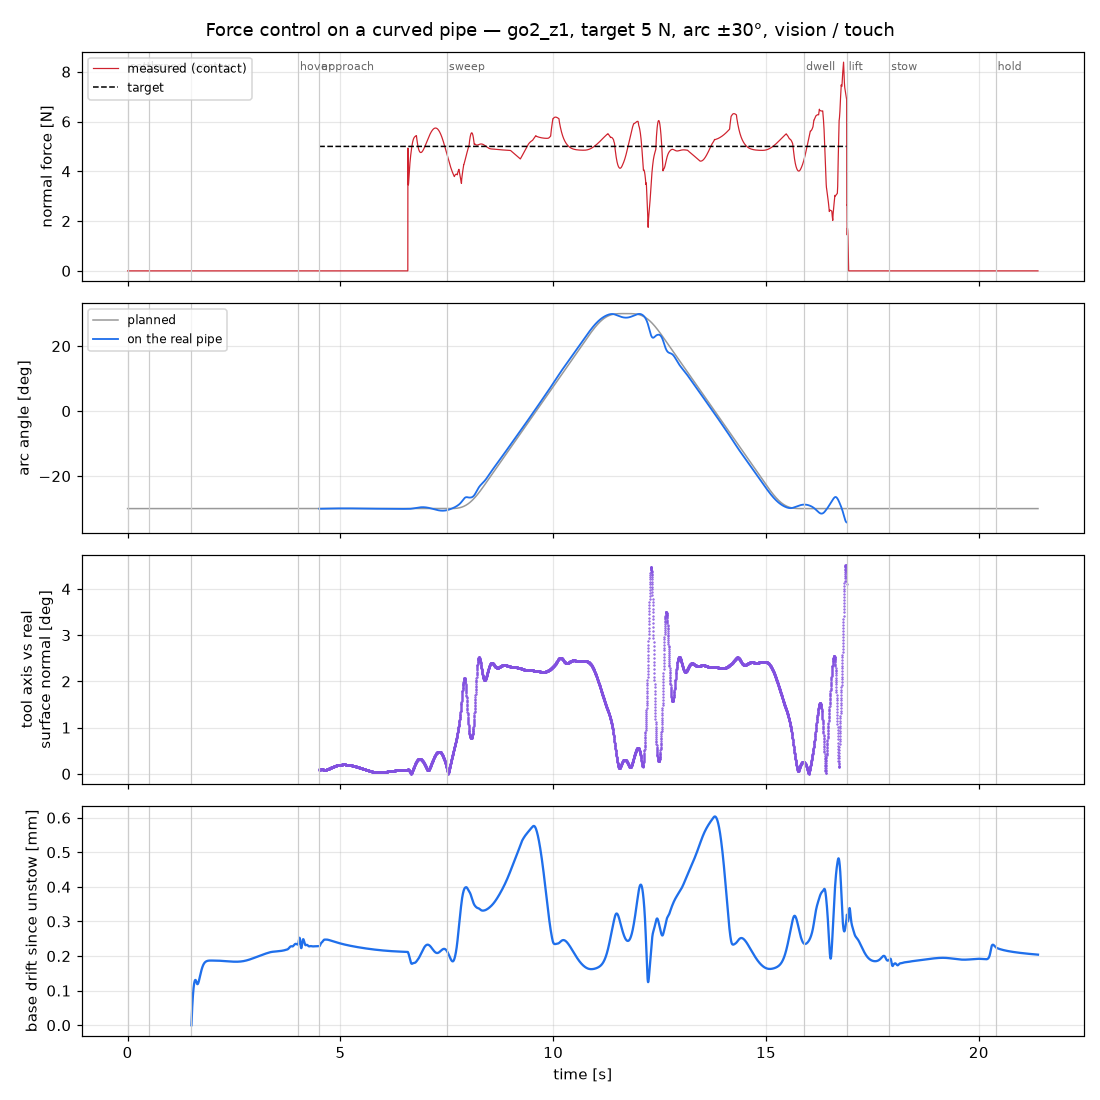 Force control on a curved pipe — go2_z1, target 5 N, arc ±30°, vision / touch
measured (contact)
target
hover
approach
sweep
dwell
lift
stow
hold
normal force [N]
8
6
4
2
0
planned
on the real pipe
arc angle [deg]
20
0
−20
tool axis vs real
surface normal [deg]
4
3
2
1
0
base drift since unstow [mm]
0.6
0.5
0.4
0.3
0.2
0.1
0.0
0 5 10 15 20
time [s]